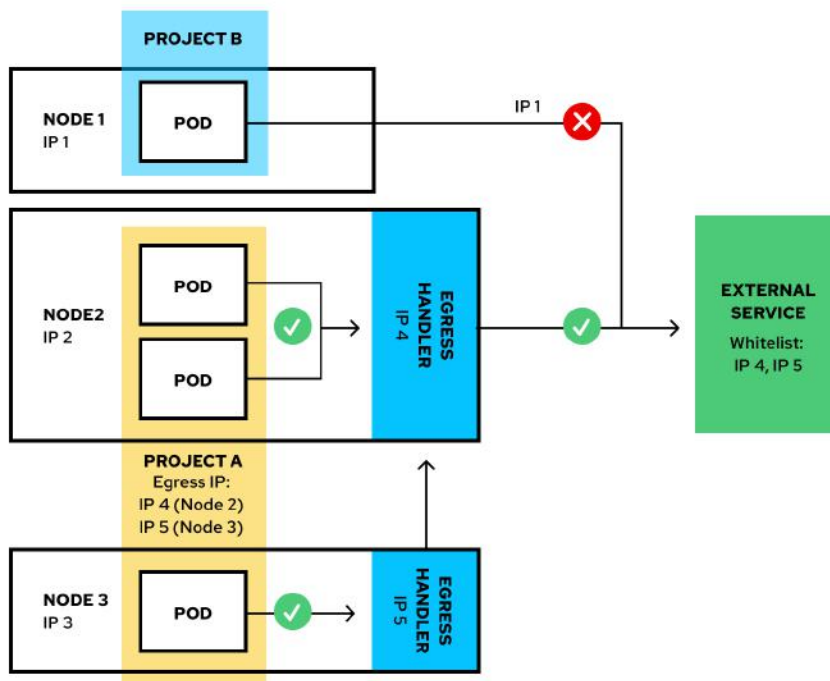 PROJECT B
NODE 1
IP 1
POD
IP 1
NODE2
IP 2
POD
POD
EGRESS
HANDLER
IP 4
EXTERNAL
SERVICE
Whitelist:
IP 4, IP 5
PROJECT A
Egress IP:
IP 4 (Node 2)
IP 5 (Node 3)
NODE 3
IP 3
POD
EGRESS
HANDLER
IP 5